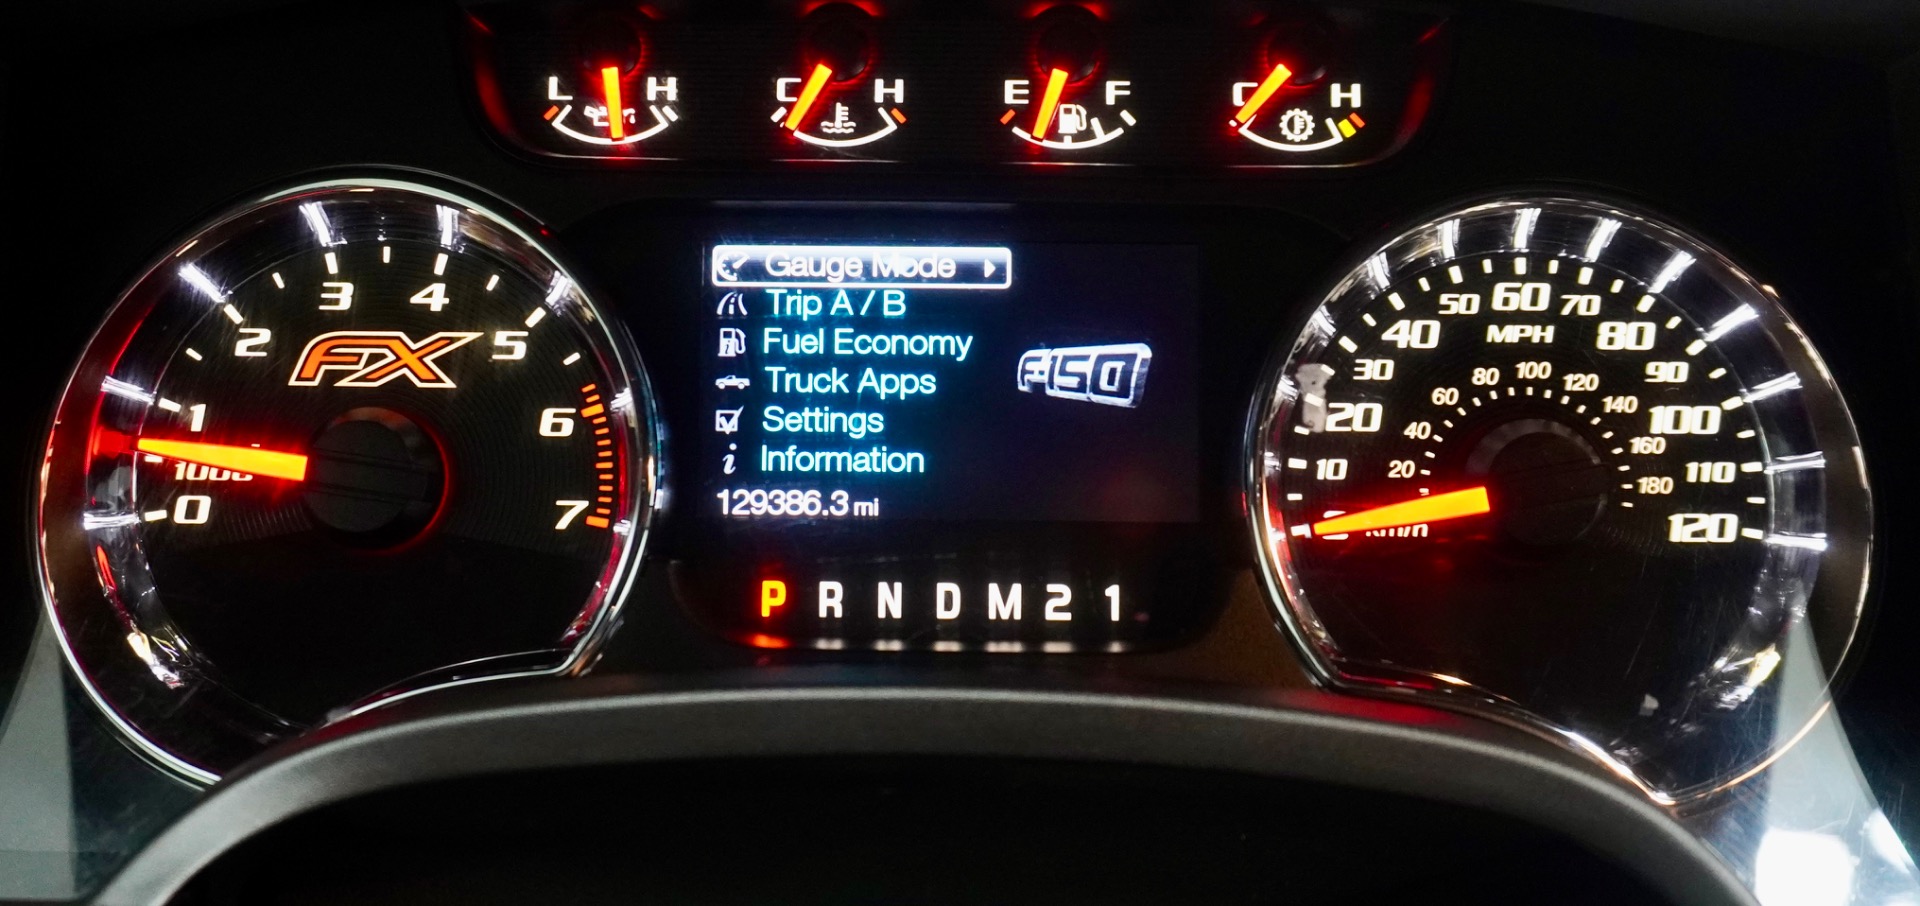 L H
C H
E F
C H
Gauge Mode
Trip A / B
Fuel Economy
Truck Apps
Settings
Information
129386.3 mi
F-150
P R N D M 2 1
FX
0
1
2
3
4
5
6
7
1000
10
20
30
40
50
60
70
80
90
100
110
120
MPH
20
40
60
80
100
120
140
160
180
km/h